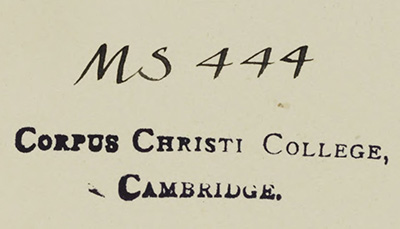 MS 444
CORPUS CHRISTI COLLEGE,
CAMBRIDGE.